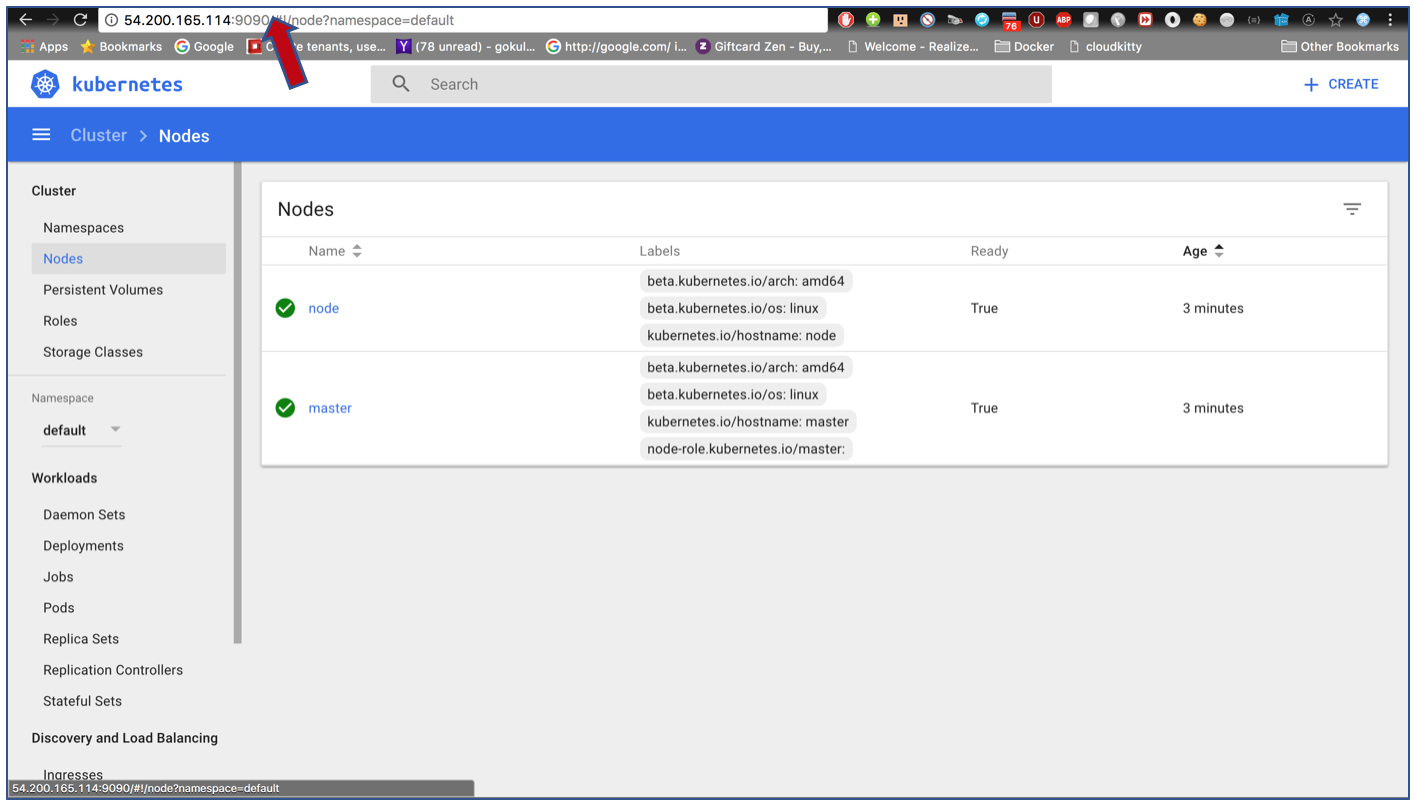 54.200.165.114:9090/#!/node?namespace=default
76
U
ABP
Apps
Bookmarks
Google
tenants, use...
Y
(78 unread) - gokul...
http://google.com/ i...
Z
Giftcard Zen - Buy,...
Welcome - Realize...
Docker
cloudkitty
Other Bookmarks
kubernetes
Search
+ CREATE
Cluster > Nodes
Cluster
Namespaces
Nodes
Persistent Volumes
Roles
Storage Classes
Namespace
default
Workloads
Daemon Sets
Deployments
Jobs
Pods
Replica Sets
Replication Controllers
Stateful Sets
Discovery and Load Balancing
Ingresses
Nodes
Name Labels Ready Age
beta.kubernetes.io/arch: amd64
node beta.kubernetes.io/os: linux True 3 minutes
kubernetes.io/hostname: node
beta.kubernetes.io/arch: amd64
beta.kubernetes.io/os: linux
master True 3 minutes
kubernetes.io/hostname: master
node-role.kubernetes.io/master:
54.200.165.114:9090/#!/node?namespace=default